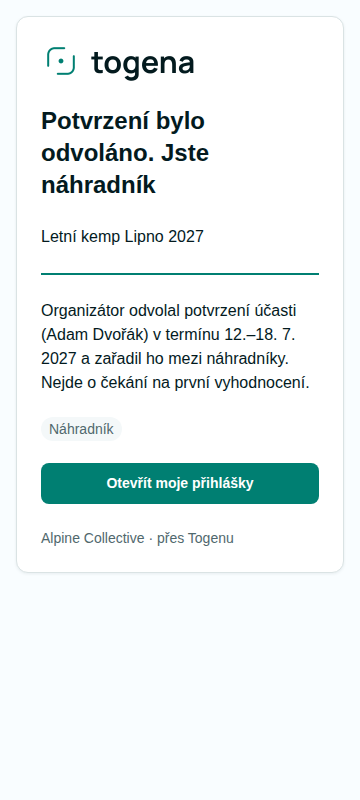 togena
Potvrzení bylo
odvoláno. Jste
náhradník
Letní kemp Lipno 2027
Organizátor odvolal potvrzení účasti
(Adam Dvořák) v termínu 12.–18. 7.
2027 a zařadil ho mezi náhradníky.
Nejde o čekání na první vyhodnocení.
Náhradník
Otevřít moje přihlášky
Alpine Collective · přes Togenu